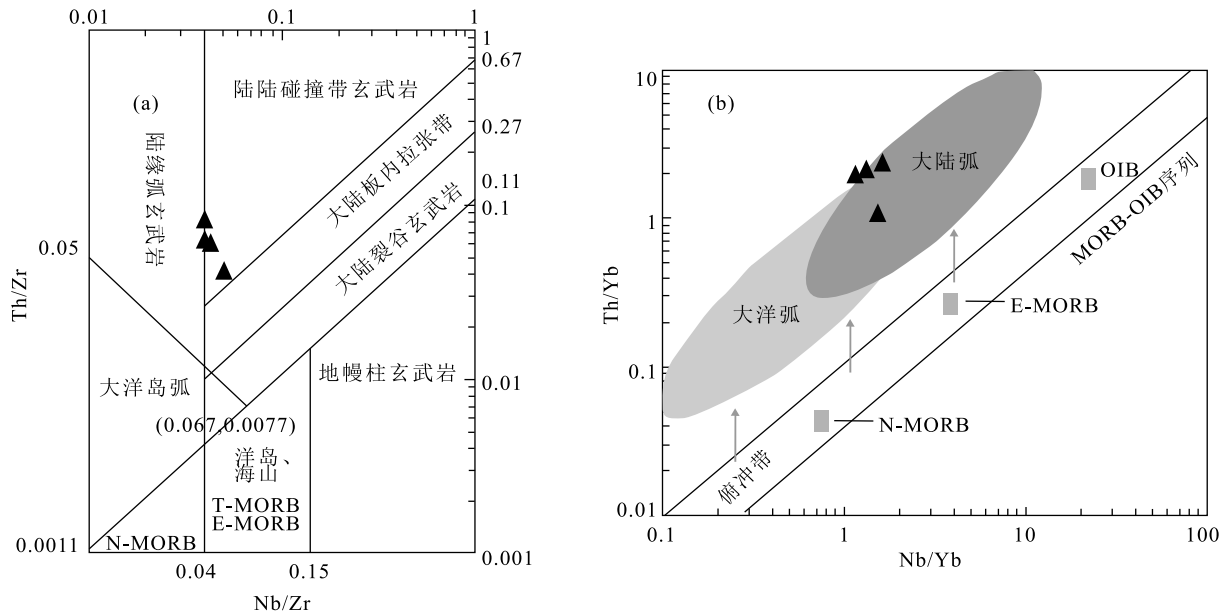 0.01
0.1
1
(a)
陆陆碰撞带玄武岩
陆缘弧玄武岩
大陆板内拉张带
大陆裂谷玄武岩
大洋岛弧
地幔柱玄武岩
(0.067,0.0077)
洋岛、
海山
T-MORB
E-MORB
N-MORB
1
0.67
0.27
0.11
0.1
0.01
0.001
0.05
0.0011
Th/Zr
0.04
0.15
Nb/Zr
(b)
10
1
0.1
0.01
Th/Yb
大陆弧
大洋弧
OIB
MORB-OIB序列
E-MORB
N-MORB
俯冲带
0.1
1
10
100
Nb/Yb